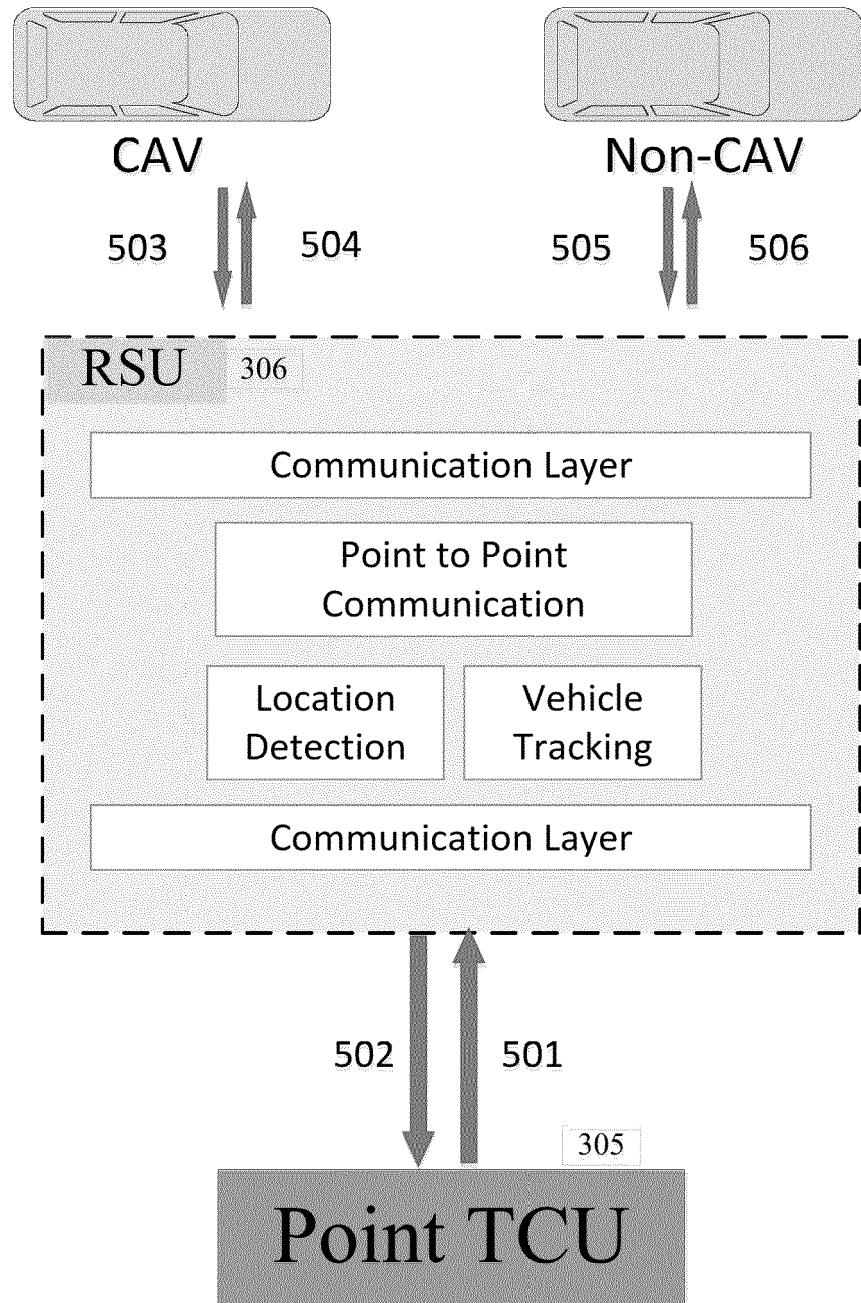 CAV
Non-CAV
503
504
505
506
RSU
306
Communication Layer
Point to Point
Communication
Location
Detection
Vehicle
Tracking
Communication Layer
502
501
305
Point TCU